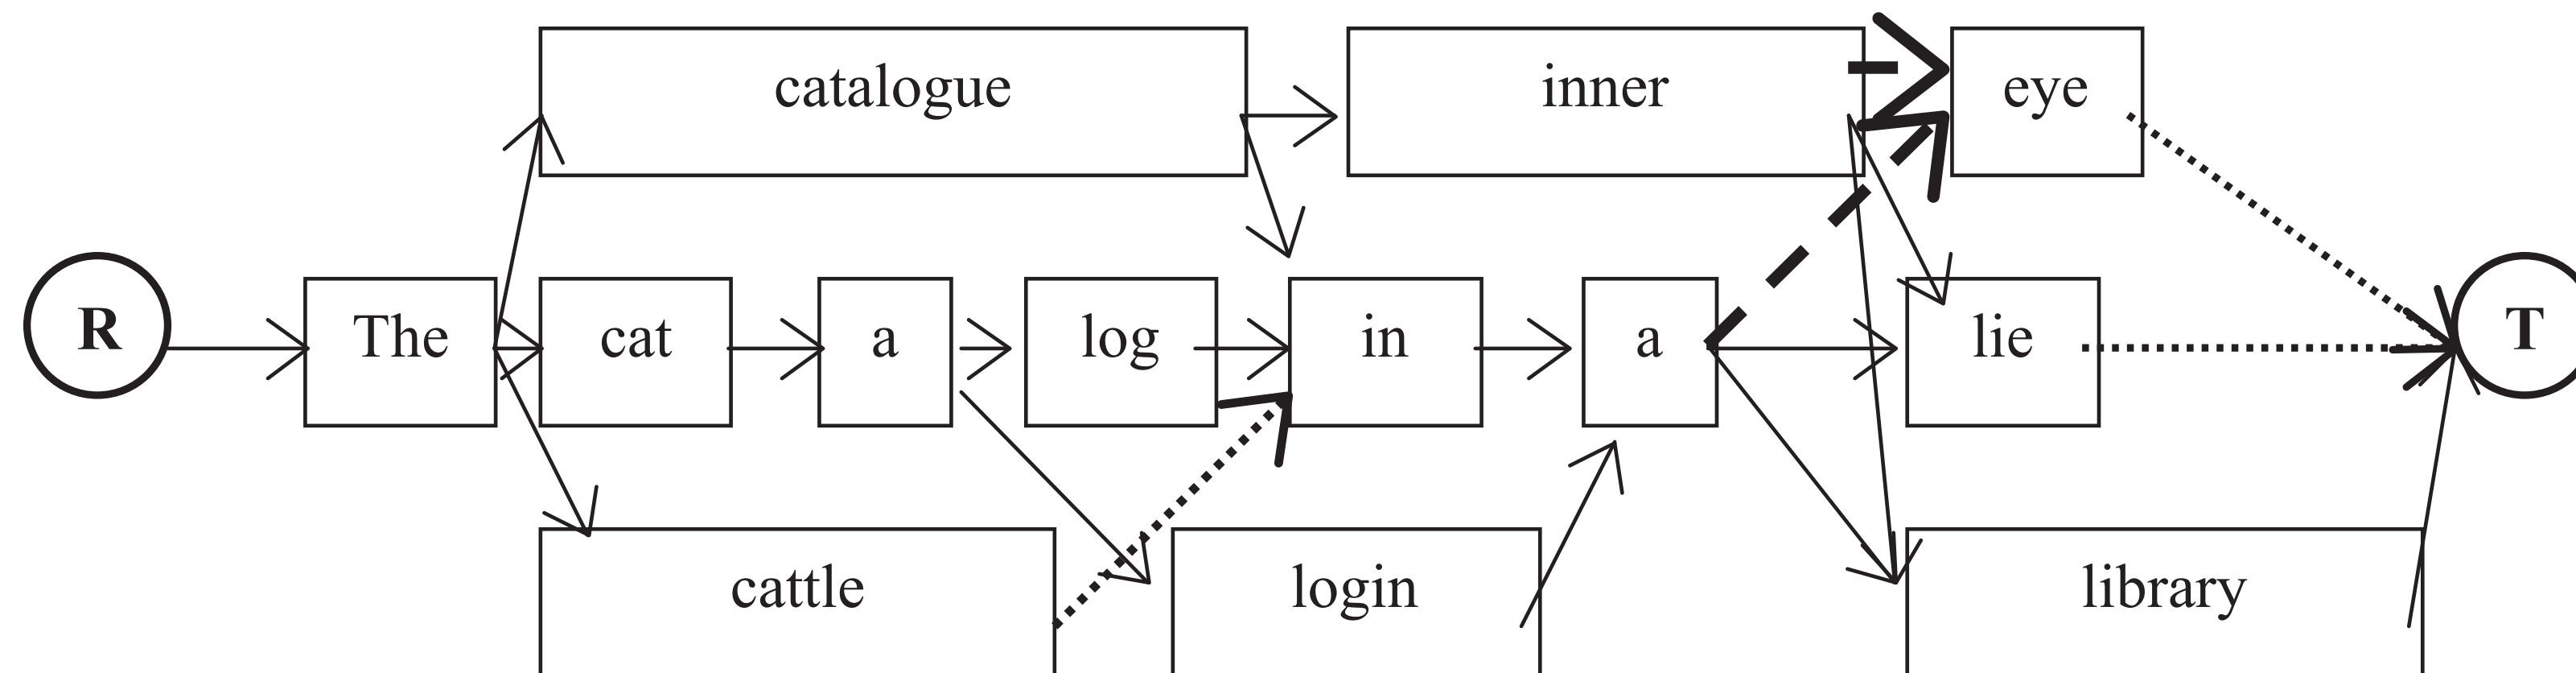 catalogue inner eye
R The cat a log in a lie T
cattle login library